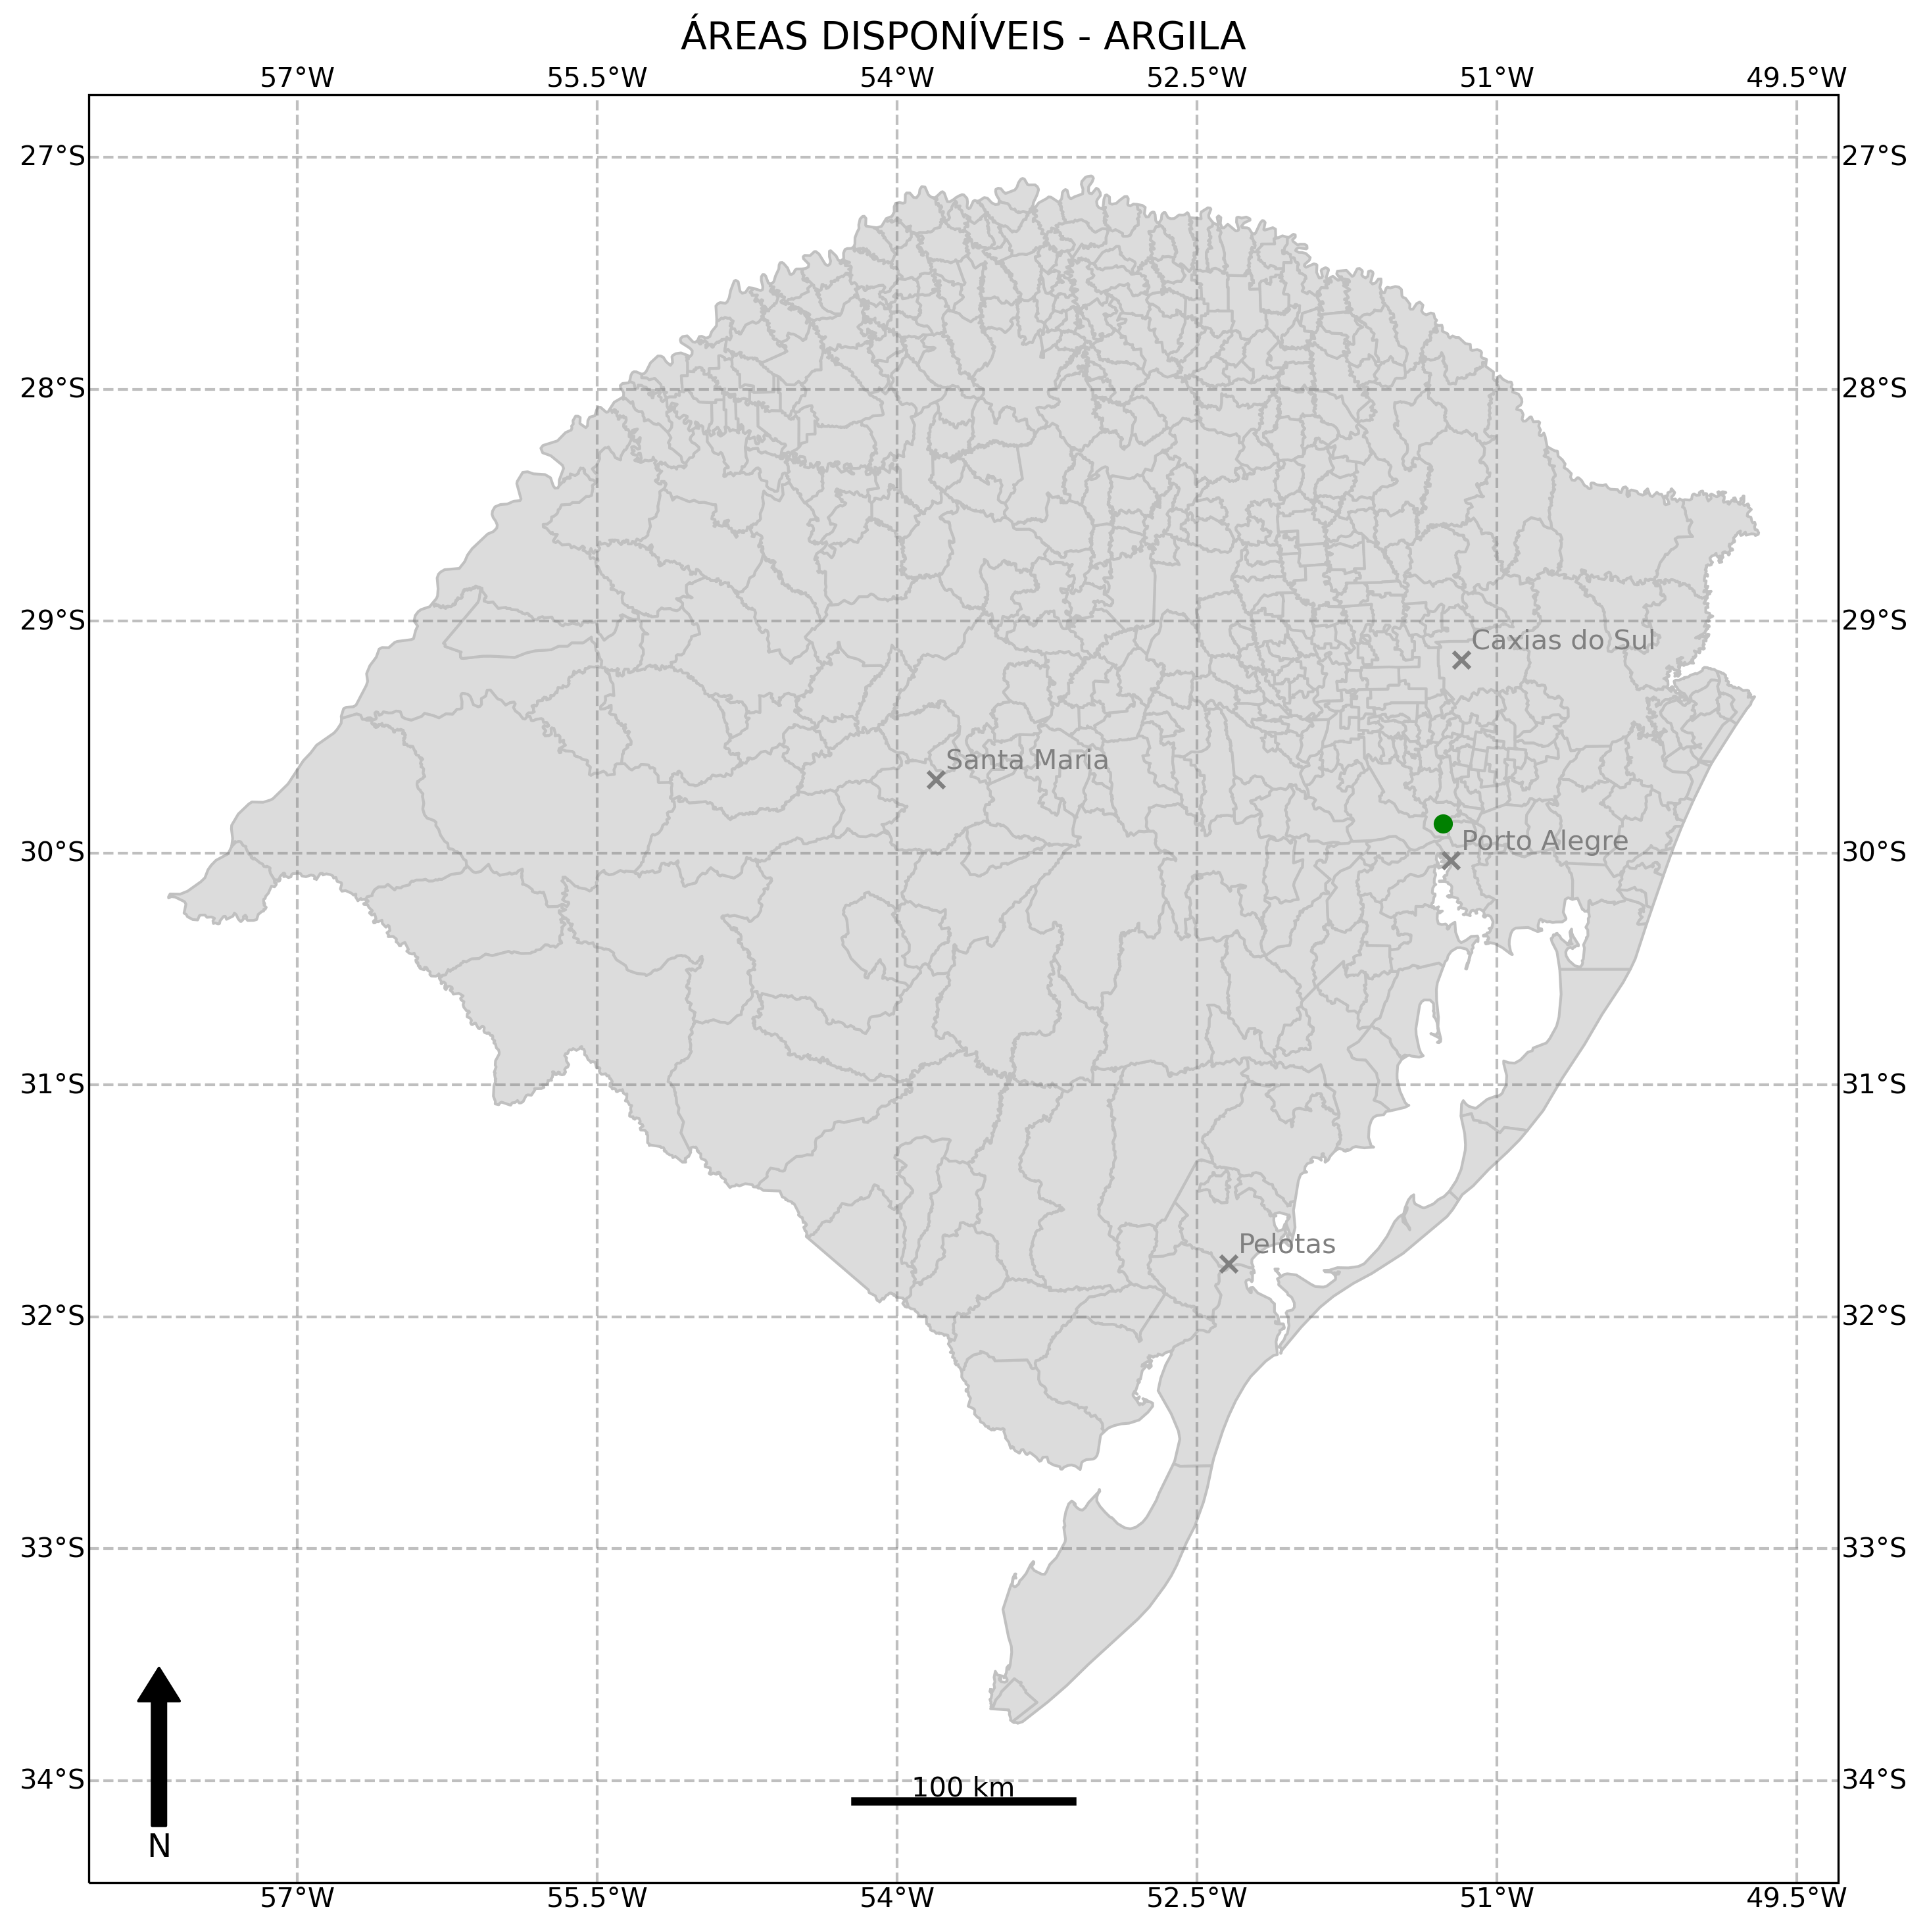 ÁREAS DISPONÍVEIS - ARGILA
57°W 55.5°W 54°W 52.5°W 51°W 49.5°W
27°S 27°S
28°S 28°S
29°S 29°S
Caxias do Sul
Santa Maria
Porto Alegre
30°S 30°S
31°S 31°S
Pelotas
32°S 32°S
33°S 33°S
34°S 34°S
100 km
N
57°W 55.5°W 54°W 52.5°W 51°W 49.5°W